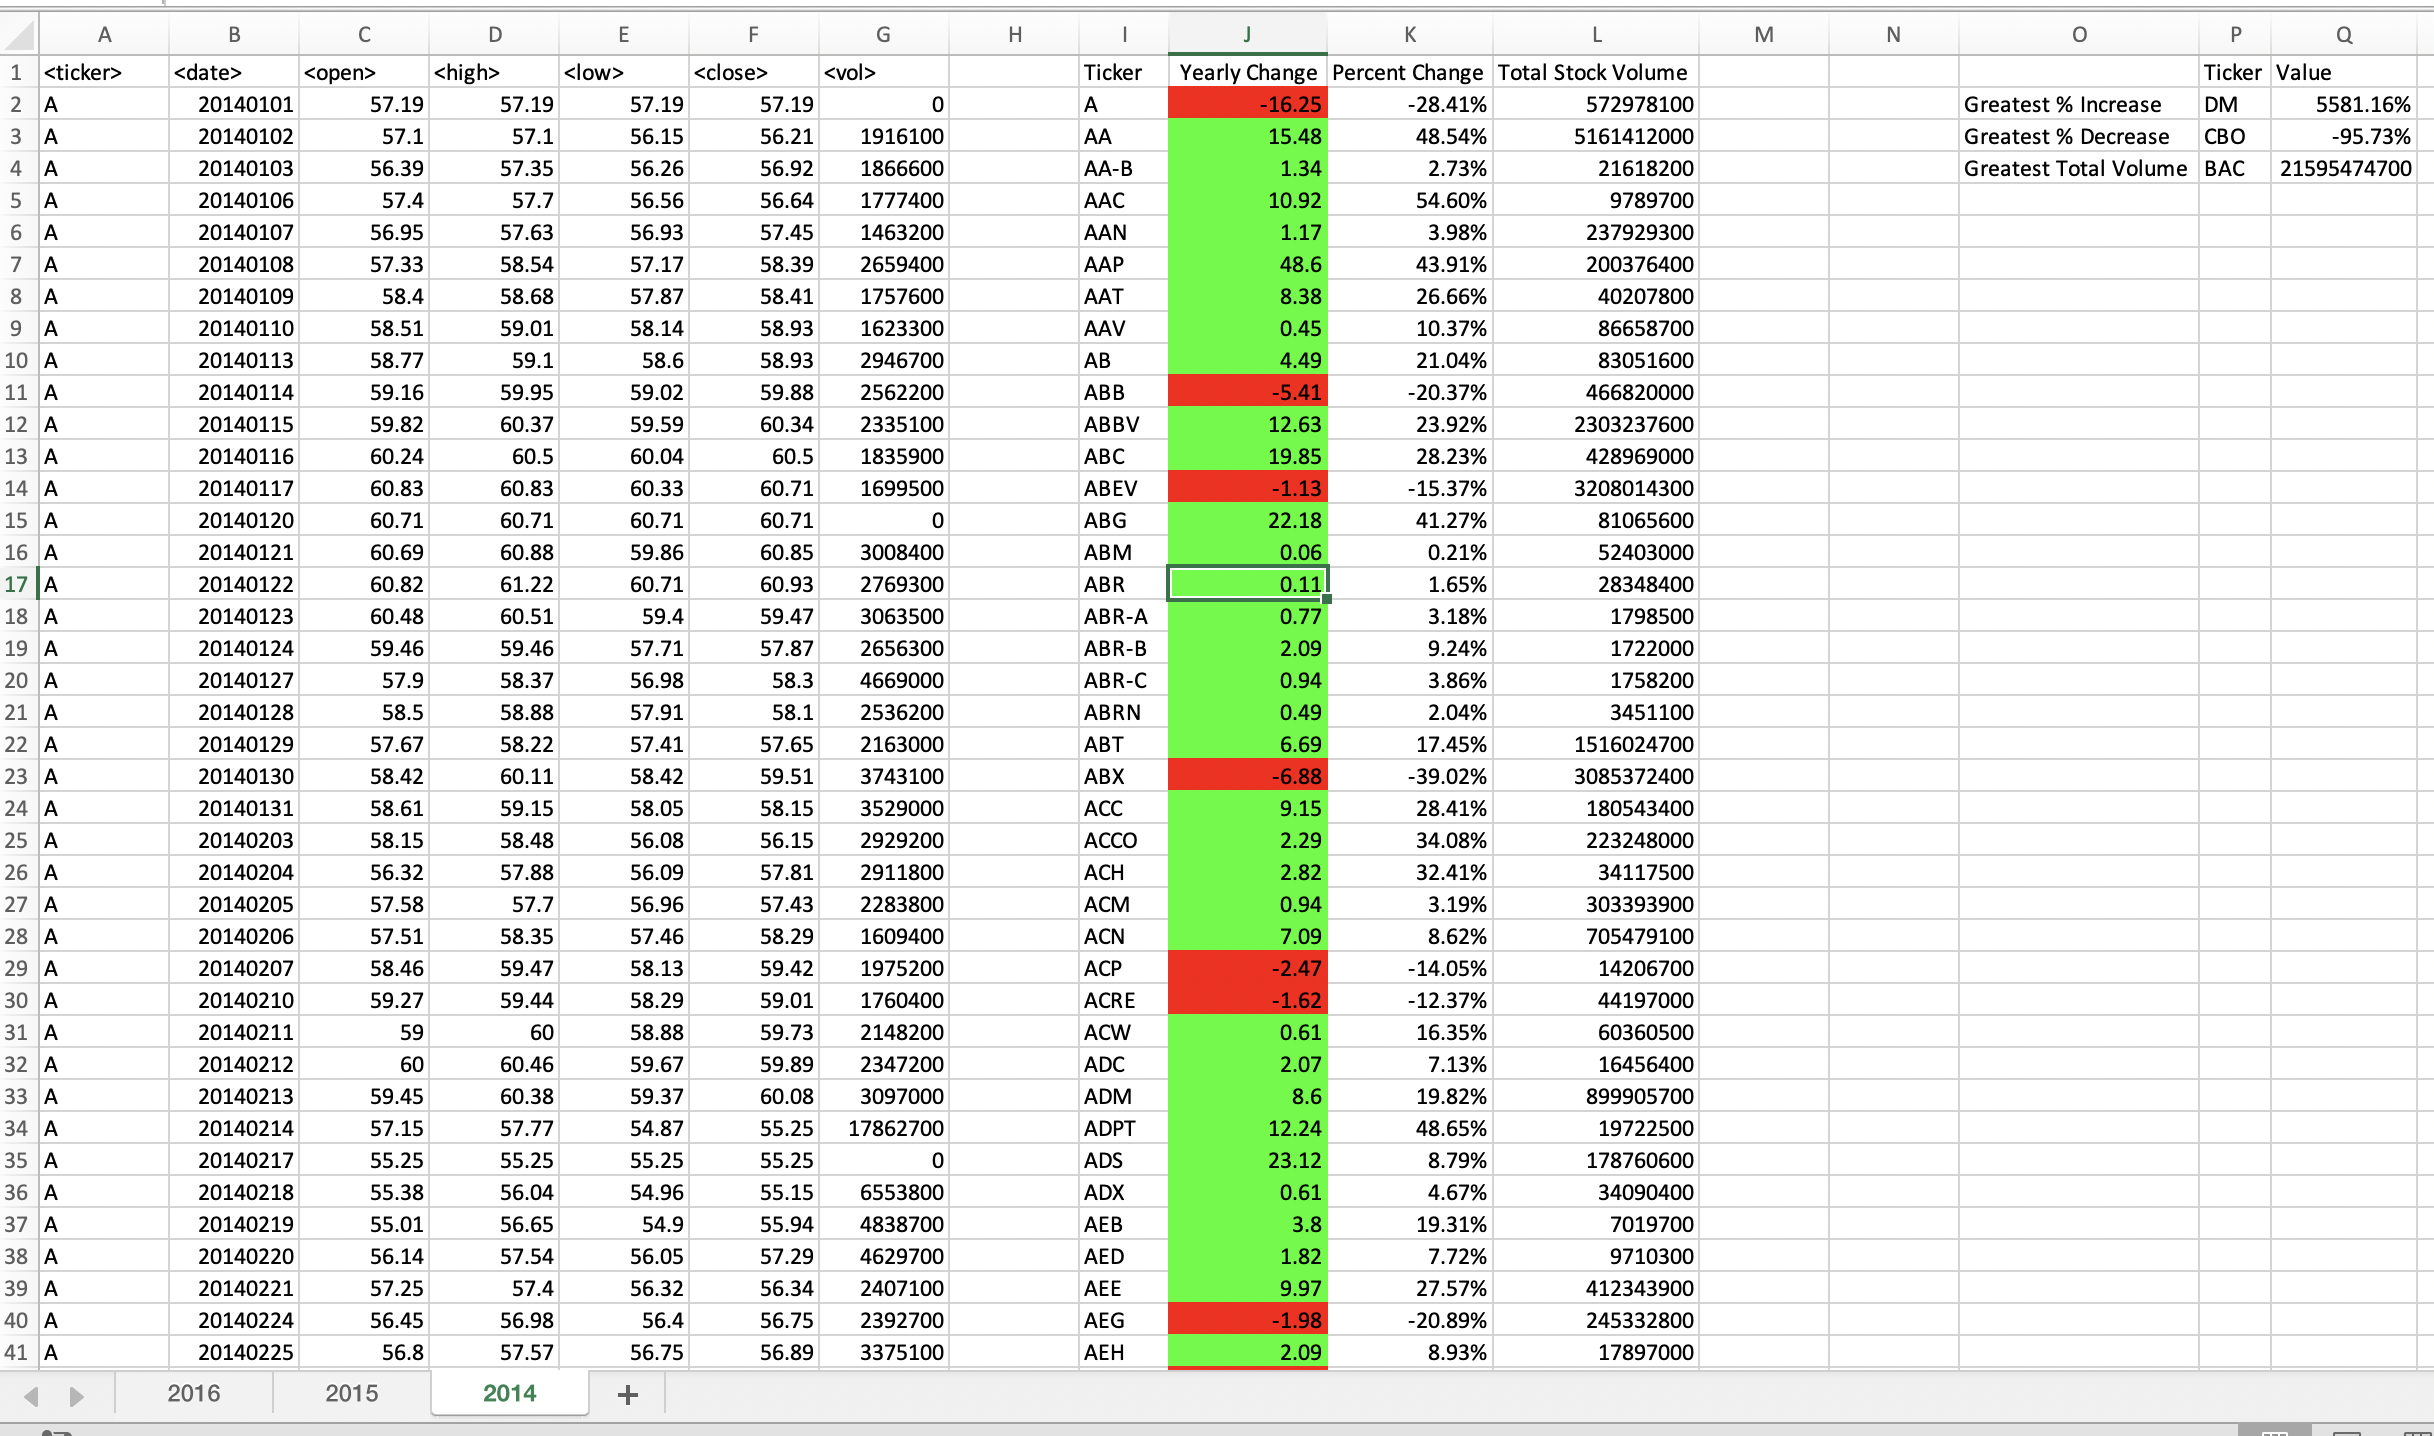 A B C D E F G H I J K L M N O P Q
1 <ticker> <date> <open> <high> <low> <close> <vol> Ticker Yearly Change Percent Change Total Stock Volume Ticker Value
2 A 20140101 57.19 57.19 57.19 57.19 0 A -16.25 -28.41% 572978100 Greatest % Increase DM 5581.16%
3 A 20140102 57.1 57.1 56.15 56.21 1916100 AA 15.48 48.54% 5161412000 Greatest % Decrease CBO -95.73%
4 A 20140103 56.39 57.35 56.26 56.92 1866600 AA-B 1.34 2.73% 21618200 Greatest Total Volume BAC 21595474700
5 A 20140106 57.4 57.7 56.56 56.64 1777400 AAC 10.92 54.60% 9789700
6 A 20140107 56.95 57.63 56.93 57.45 1463200 AAN 1.17 3.98% 237929300
7 A 20140108 57.33 58.54 57.17 58.39 2659400 AAP 48.6 43.91% 200376400
8 A 20140109 58.4 58.68 57.87 58.41 1757600 AAT 8.38 26.66% 40207800
9 A 20140110 58.51 59.01 58.14 58.93 1623300 AAV 0.45 10.37% 86658700
10 A 20140113 58.77 59.1 58.6 58.93 2946700 AB 4.49 21.04% 83051600
11 A 20140114 59.16 59.95 59.02 59.88 2562200 ABB -5.41 -20.37% 466820000
12 A 20140115 59.82 60.37 59.59 60.34 2335100 ABBV 12.63 23.92% 2303237600
13 A 20140116 60.24 60.5 60.04 60.5 1835900 ABC 19.85 28.23% 428969000
14 A 20140117 60.83 60.83 60.33 60.71 1699500 ABEV -1.13 -15.37% 3208014300
15 A 20140120 60.71 60.71 60.71 60.71 0 ABG 22.18 41.27% 81065600
16 A 20140121 60.69 60.88 59.86 60.85 3008400 ABM 0.06 0.21% 52403000
17 A 20140122 60.82 61.22 60.71 60.93 2769300 ABR 0.11 1.65% 28348400
18 A 20140123 60.48 60.51 59.4 59.47 3063500 ABR-A 0.77 3.18% 1798500
19 A 20140124 59.46 59.46 57.71 57.87 2656300 ABR-B 2.09 9.24% 1722000
20 A 20140127 57.9 58.37 56.98 58.3 4669000 ABR-C 0.94 3.86% 1758200
21 A 20140128 58.5 58.88 57.91 58.1 2536200 ABRN 0.49 2.04% 3451100
22 A 20140129 57.67 58.22 57.41 57.65 2163000 ABT 6.69 17.45% 1516024700
23 A 20140130 58.42 60.11 58.42 59.51 3743100 ABX -6.88 -39.02% 3085372400
24 A 20140131 58.61 59.15 58.05 58.15 3529000 ACC 9.15 28.41% 180543400
25 A 20140203 58.15 58.48 56.08 56.15 2929200 ACCO 2.29 34.08% 223248000
26 A 20140204 56.32 57.88 56.09 57.81 2911800 ACH 2.82 32.41% 34117500
27 A 20140205 57.58 57.7 56.96 57.43 2283800 ACM 0.94 3.19% 303393900
28 A 20140206 57.51 58.35 57.46 58.29 1609400 ACN 7.09 8.62% 705479100
29 A 20140207 58.46 59.47 58.13 59.42 1975200 ACP -2.47 -14.05% 14206700
30 A 20140210 59.27 59.44 58.29 59.01 1760400 ACRE -1.62 -12.37% 44197000
31 A 20140211 59 60 58.88 59.73 2148200 ACW 0.61 16.35% 60360500
32 A 20140212 60 60.46 59.67 59.89 2347200 ADC 2.07 7.13% 16456400
33 A 20140213 59.45 60.38 59.37 60.08 3097000 ADM 8.6 19.82% 899905700
34 A 20140214 57.15 57.77 54.87 55.25 17862700 ADPT 12.24 48.65% 19722500
35 A 20140217 55.25 55.25 55.25 55.25 0 ADS 23.12 8.79% 178760600
36 A 20140218 55.38 56.04 54.96 55.15 6553800 ADX 0.61 4.67% 34090400
37 A 20140219 55.01 56.65 54.9 55.94 4838700 AEB 3.8 19.31% 7019700
38 A 20140220 56.14 57.54 56.05 57.29 4629700 AED 1.82 7.72% 9710300
39 A 20140221 57.25 57.4 56.32 56.34 2407100 AEE 9.97 27.57% 412343900
40 A 20140224 56.45 56.98 56.4 56.75 2392700 AEG -1.98 -20.89% 245332800
41 A 20140225 56.8 57.57 56.75 56.89 3375100 AEH 2.09 8.93% 17897000
2016 2015 2014 +